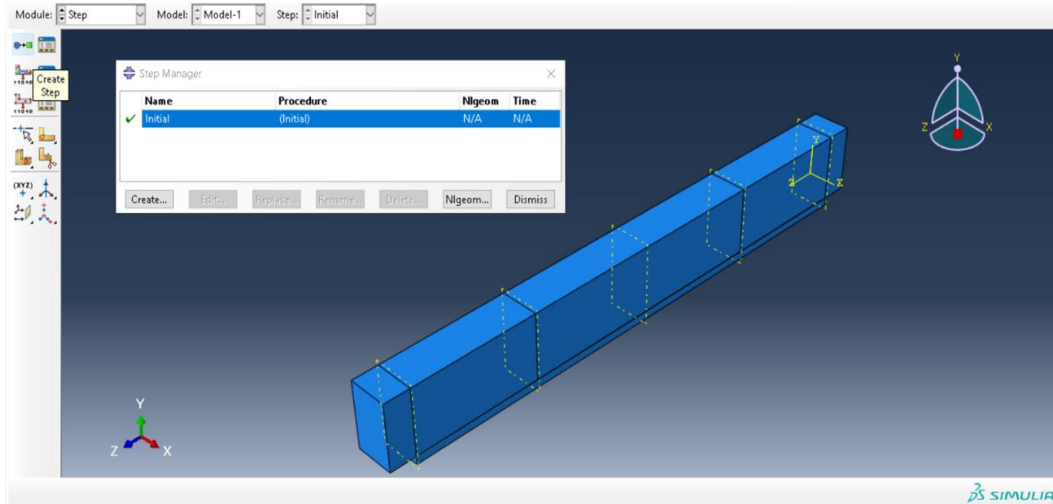 Module: Step Model: Model-1 Step: Initial
Create Step
Step Manager
Name Procedure Nlgeom Time
Initial (Initial) N/A N/A
Create... Edit... Replace... Rename... Delete... Nlgeom... Dismiss
(XYZ)
Y
Z X
Y
Z X
Y
Z X
SIMULIA